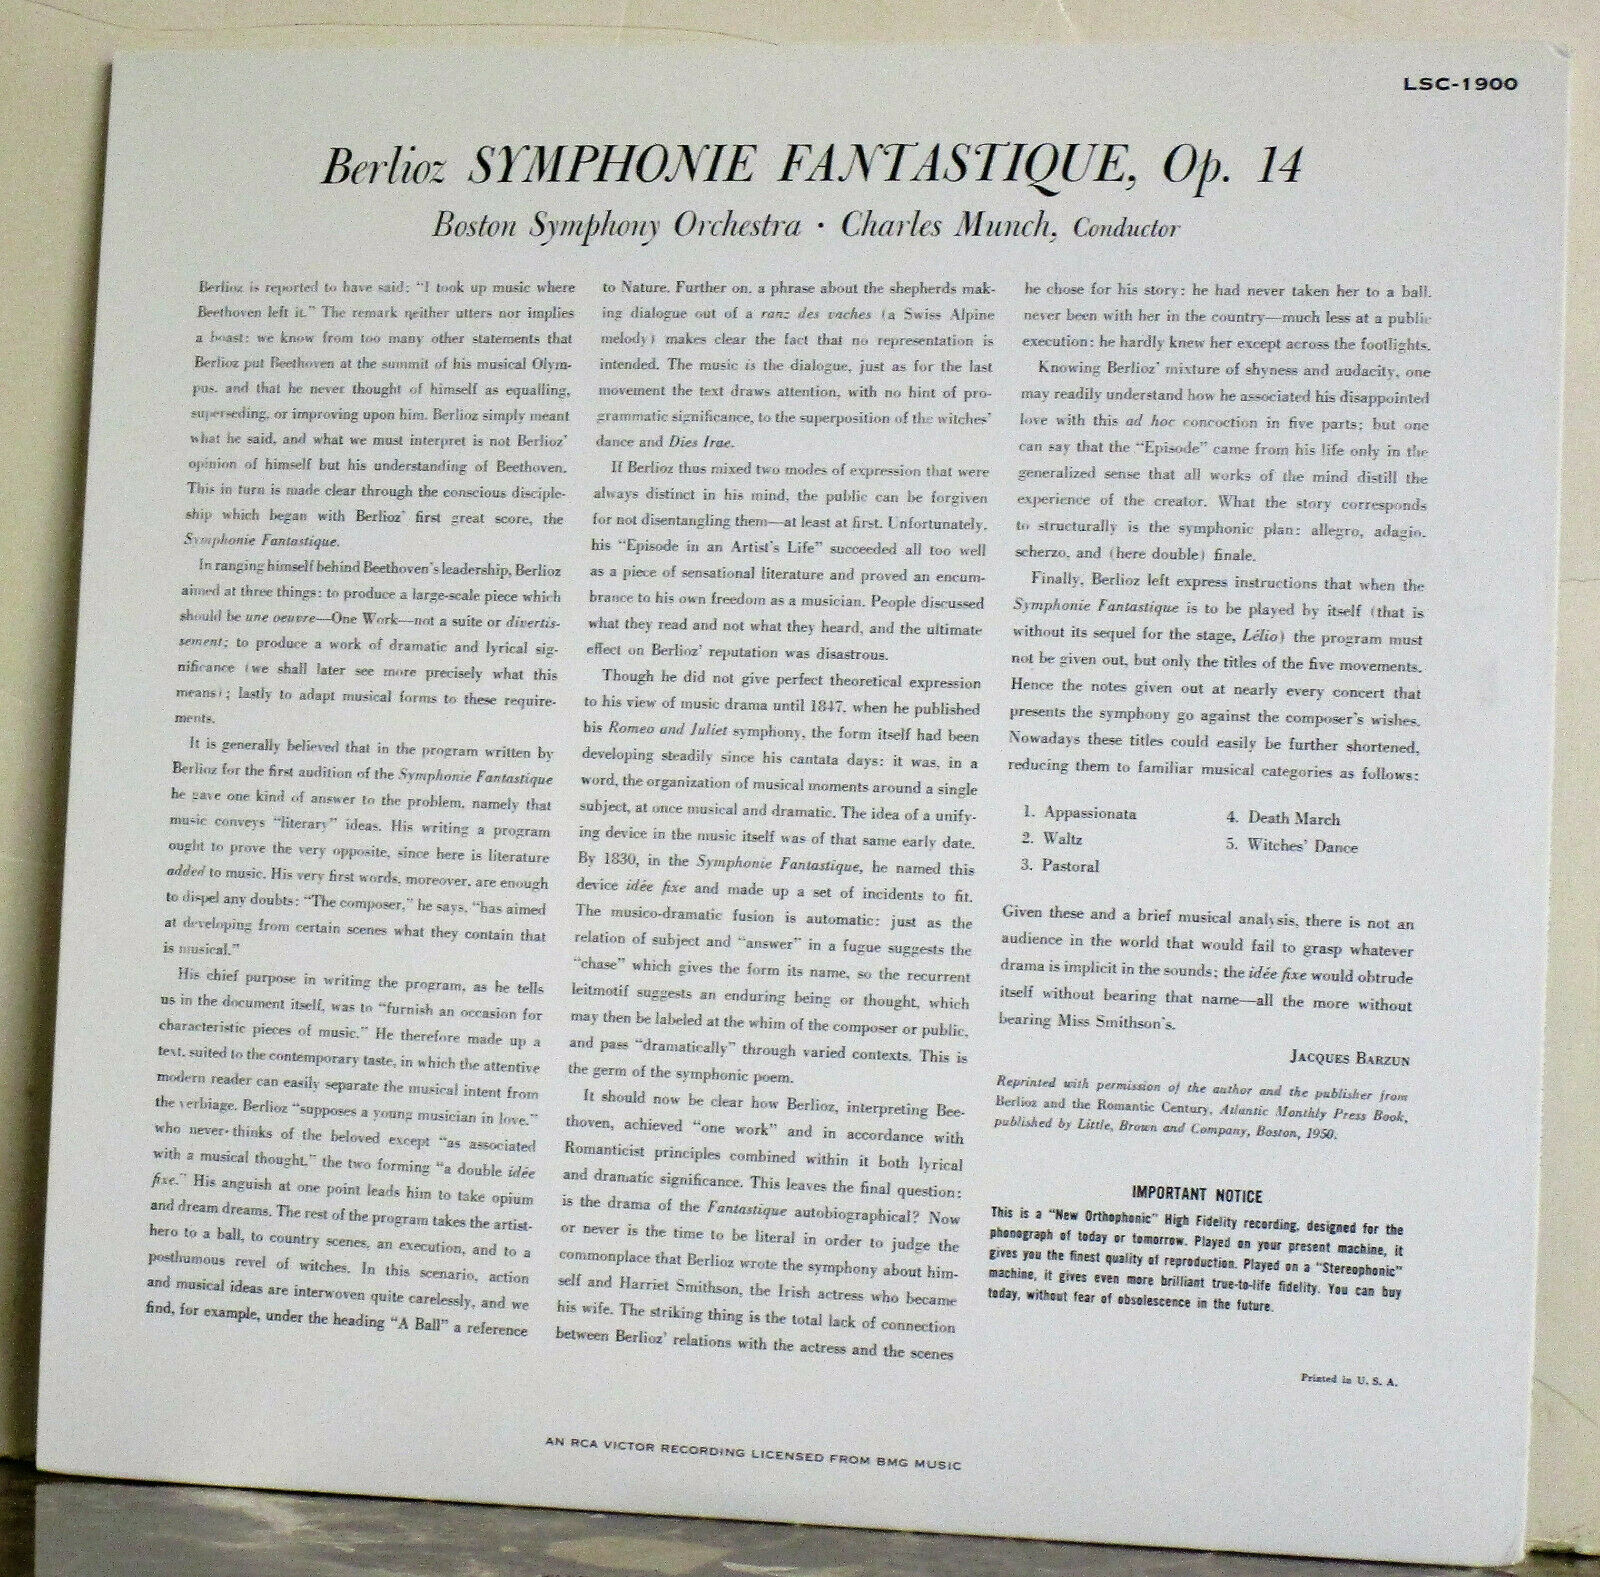 LSC-1900
Berlioz SYMPHONIE FANTASTIQUE, Op. 14
Boston Symphony Orchestra • Charles Munch, Conductor
Berlioz is reported to have said: "I took up music where
Beethoven left it." The remark neither utters nor implies
a boast: we know from too many other statements that
Berlioz put Beethoven at the summit of his musical Olym-
pus, and that he never thought of himself as equalling,
superseding, or improving upon him. Berlioz simply meant
what he said, and what we must interpret is not Berlioz'
opinion of himself but his understanding of Beethoven.
This in turn is made clear through the conscious disciple-
ship which began with Berlioz' first great score, the
Symphonie Fantastique.
In ranging himself behind Beethoven's leadership, Berlioz
aimed at three things: to produce a large-scale piece which
should be une oeuvre—One Work—not a suite or divertis-
sement; to produce a work of dramatic and lyrical sig-
nificance (we shall later see more precisely what this
means); lastly to adapt musical forms to these require-
ments.
It is generally believed that in the program written by
Berlioz for the first audition of the Symphonie Fantastique
he gave one kind of answer to the problem, namely that
music conveys "literary" ideas. His writing a program
ought to prove the very opposite, since here is literature
added to music. His very first words, moreover, are enough
to dispel any doubts: "The composer," he says, "has aimed
at developing from certain scenes what they contain that
is musical."
His chief purpose in writing the program, as he tells
us in the document itself, was to "furnish an occasion for
characteristic pieces of music." He therefore made up a
text, suited to the contemporary taste, in which the attentive
modern reader can easily separate the musical intent from
the verbiage. Berlioz "supposes a young musician in love,"
who never thinks of the beloved except "as associated
with a musical thought," the two forming "a double idée
fixe." His anguish at one point leads him to take opium
and dream dreams. The rest of the program takes the artist-
hero to a ball, to country scenes, an execution, and to a
posthumous revel of witches. In this scenario, action
and musical ideas are interwoven quite carelessly, and we
find, for example, under the heading "A Ball" a reference
to Nature. Further on, a phrase about the shepherds mak-
ing dialogue out of a ranz des vaches (a Swiss Alpine
melody) makes clear the fact that no representation is
intended. The music is the dialogue, just as for the last
movement the text draws attention, with no hint of pro-
grammatic significance, to the superposition of the witches'
dance and Dies Irae.
If Berlioz thus mixed two modes of expression that were
always distinct in his mind, the public can be forgiven
for not disentangling them—at least at first. Unfortunately,
his "Episode in an Artist's Life" succeeded all too well
as a piece of sensational literature and proved an encum-
brance to his own freedom as a musician. People discussed
what they read and not what they heard, and the ultimate
effect on Berlioz' reputation was disastrous.
Though he did not give perfect theoretical expression
to his view of music drama until 1847, when he published
his Romeo and Juliet symphony, the form itself had been
developing steadily since his cantata days: it was, in a
word, the organization of musical moments around a single
subject, at once musical and dramatic. The idea of a unify-
ing device in the music itself was of that same early date.
By 1830, in the Symphonie Fantastique, he named this
device idée fixe and made up a set of incidents to fit.
The musico-dramatic fusion is automatic: just as the
relation of subject and "answer" in a fugue suggests the
"chase" which gives the form its name, so the recurrent
leitmotif suggests an enduring being or thought, which
may then be labeled at the whim of the composer or public,
and pass "dramatically" through varied contexts. This is
the germ of the symphonic poem.
It should now be clear how Berlioz, interpreting Bee-
thoven, achieved "one work" and in accordance with
Romanticist principles combined within it both lyrical
and dramatic significance. This leaves the final question:
is the drama of the Fantastique autobiographical? Now
or never is the time to be literal in order to judge the
commonplace that Berlioz wrote the symphony about him-
self and Harriet Smithson, the Irish actress who became
his wife. The striking thing is the total lack of connection
between Berlioz' relations with the actress and the scenes
he chose for his story: he had never taken her to a ball,
never been with her in the country—much less at a public
execution: he hardly knew her except across the footlights.
Knowing Berlioz' mixture of shyness and audacity, one
may readily understand how he associated his disappointed
love with this ad hoc concoction in five parts; but one
can say that the "Episode" came from his life only in the
generalized sense that all works of the mind distill the
experience of the creator. What the story corresponds
to structurally is the symphonic plan: allegro, adagio,
scherzo, and (here double) finale.
Finally, Berlioz left express instructions that when the
Symphonie Fantastique is to be played by itself (that is
without its sequel for the stage, Lélio) the program must
not be given out, but only the titles of the five movements.
Hence the notes given out at nearly every concert that
presents the symphony go against the composer's wishes.
Nowadays these titles could easily be further shortened,
reducing them to familiar musical categories as follows:
1. Appassionata
2. Waltz
3. Pastoral
4. Death March
5. Witches' Dance
Given these and a brief musical analysis, there is not an
audience in the world that would fail to grasp whatever
drama is implicit in the sounds; the idée fixe would obtrude
itself without bearing that name—all the more without
bearing Miss Smithson's.
JACQUES BARZUN
Reprinted with permission of the author and the publisher from
Berlioz and the Romantic Century, Atlantic Monthly Press Book,
published by Little, Brown and Company, Boston, 1950.
IMPORTANT NOTICE
This is a "New Orthophonic" High Fidelity recording, designed for the
phonograph of today or tomorrow. Played on your present machine, it
gives you the finest quality of reproduction. Played on a "Stereophonic"
machine, it gives even more brilliant true-to-life fidelity. You can buy
today, without fear of obsolescence in the future.
Printed in U. S. A.
AN RCA VICTOR RECORDING LICENSED FROM BMG MUSIC